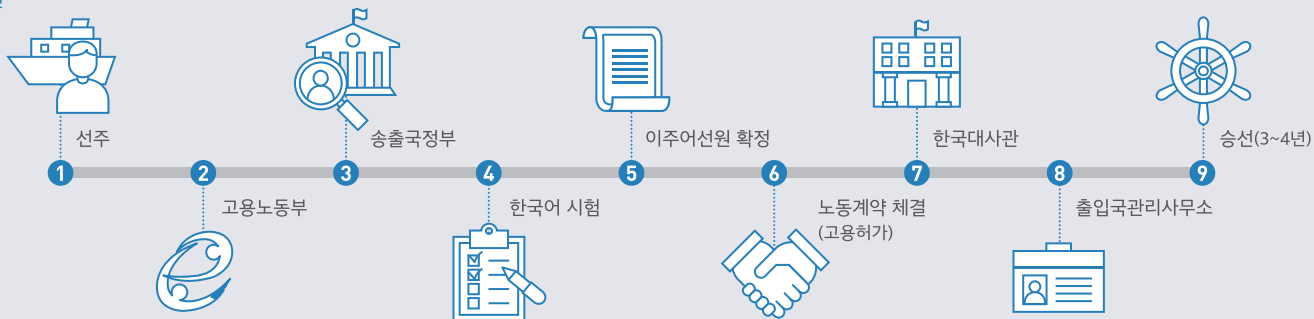 1 선주
2 고용노동부
3 송출국정부
4 한국어 시험
5 이주어선원 확정
6 노동계약 체결
(고용허가)
7 한국대사관
8 출입국관리사무소
9 승선(3~4년)